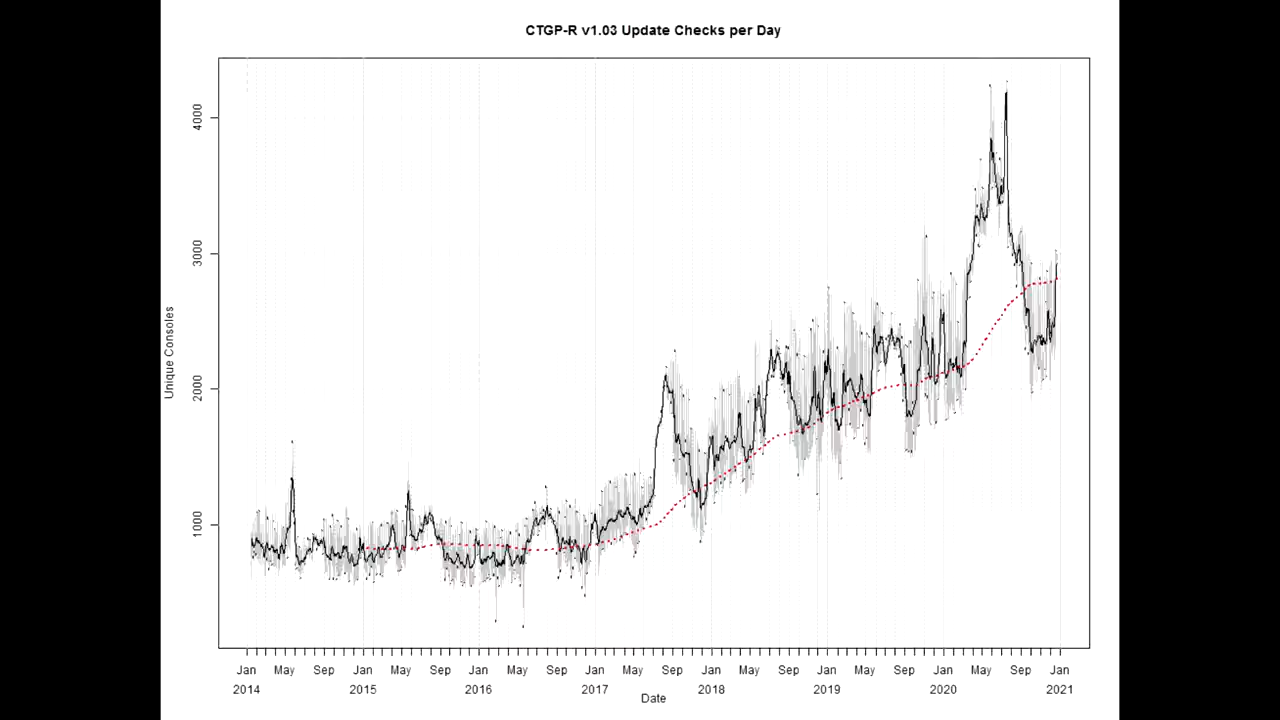 CTGP-R v1.03 Update Checks per Day
Unique Consoles
4000
3000
2000
1000
Jan May Sep Jan May Sep Jan May Sep Jan May Sep Jan May Sep Jan May Sep Jan May Sep Jan
2014 2015 2016 2017 2018 2019 2020 2021
Date